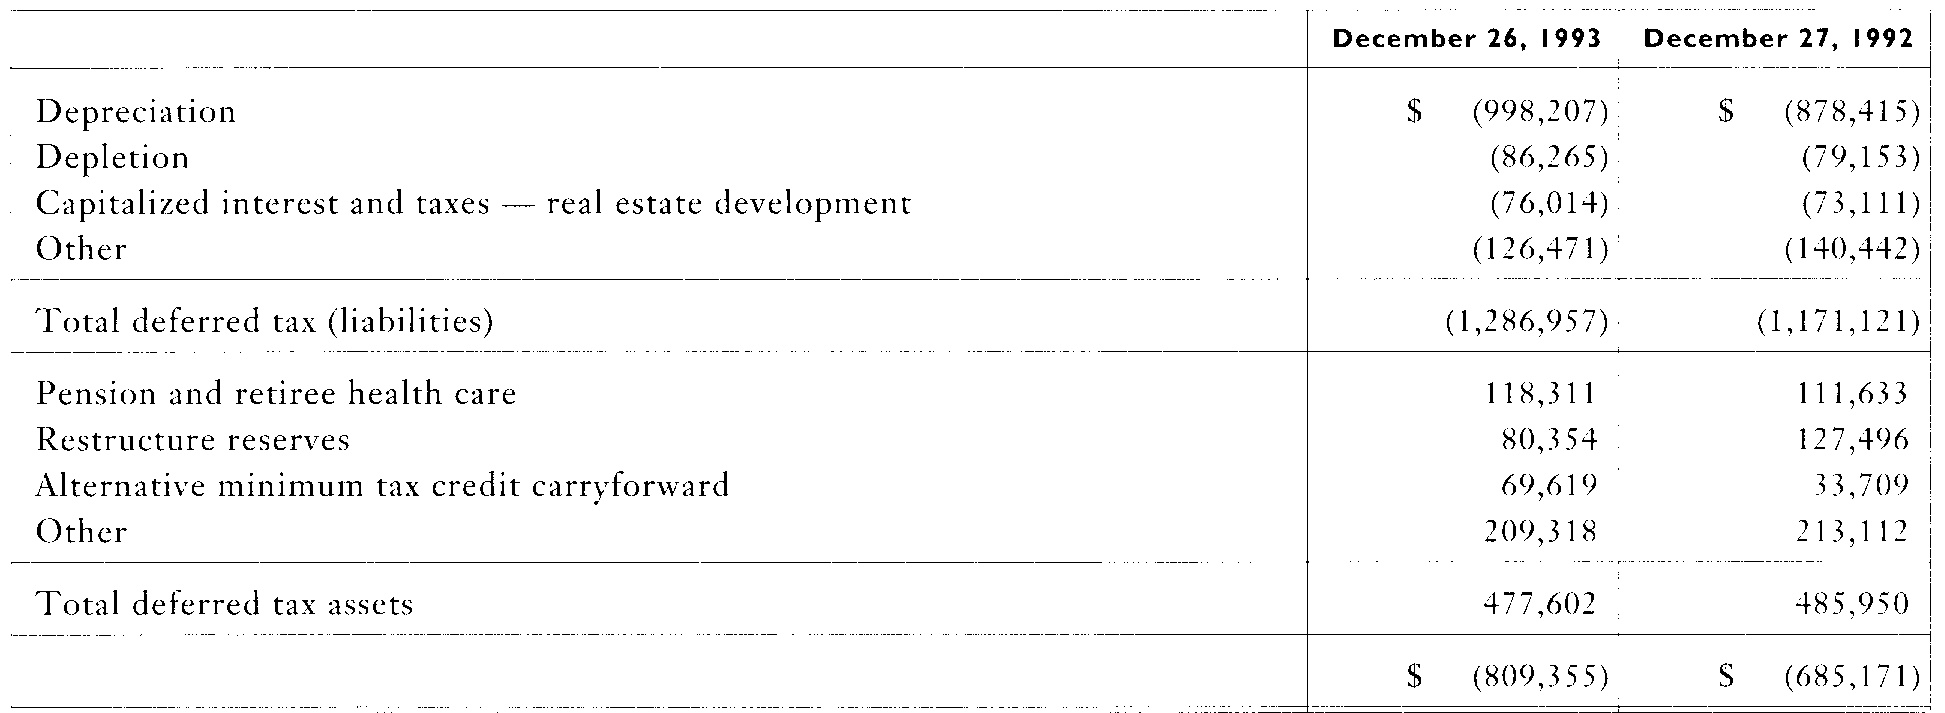 December 26, 1993 December 27, 1992
Depreciation $ (998,207) $ (878,415)
Depletion (86,265) (79,153)
Capitalized interest and taxes — real estate development (76,014) (73,111)
Other (126,471) (140,442)
Total deferred tax (liabilities) (1,286,957) (1,171,121)
Pension and retiree health care 118,311 111,633
Restructure reserves 80,354 127,496
Alternative minimum tax credit carryforward 69,619 33,709
Other 209,318 213,112
Total deferred tax assets 477,602 485,950
$ (809,355) $ (685,171)